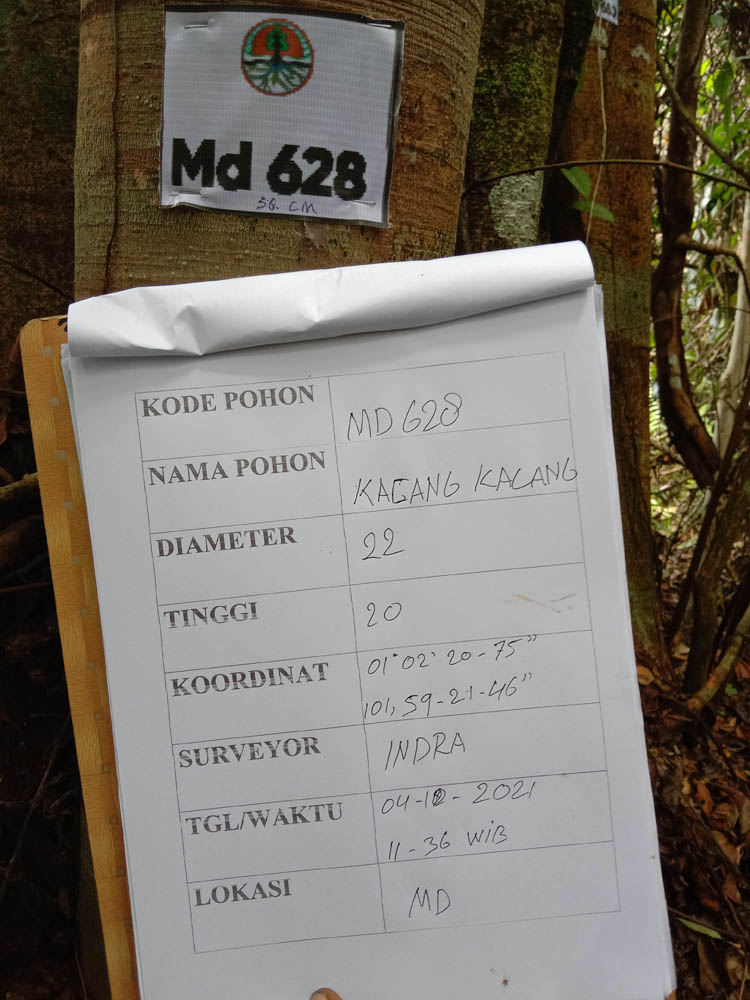 Md 628
56. CM
KODE POHON MD 628
NAMA POHON KACANG KACANG
DIAMETER 22
TINGGI 20
KOORDINAT 01° 02' 20-75"
101, 59-21-46"
SURVEYOR INDRA
TGL/WAKTU 04- - 2021
11-36 WIB
LOKASI MD